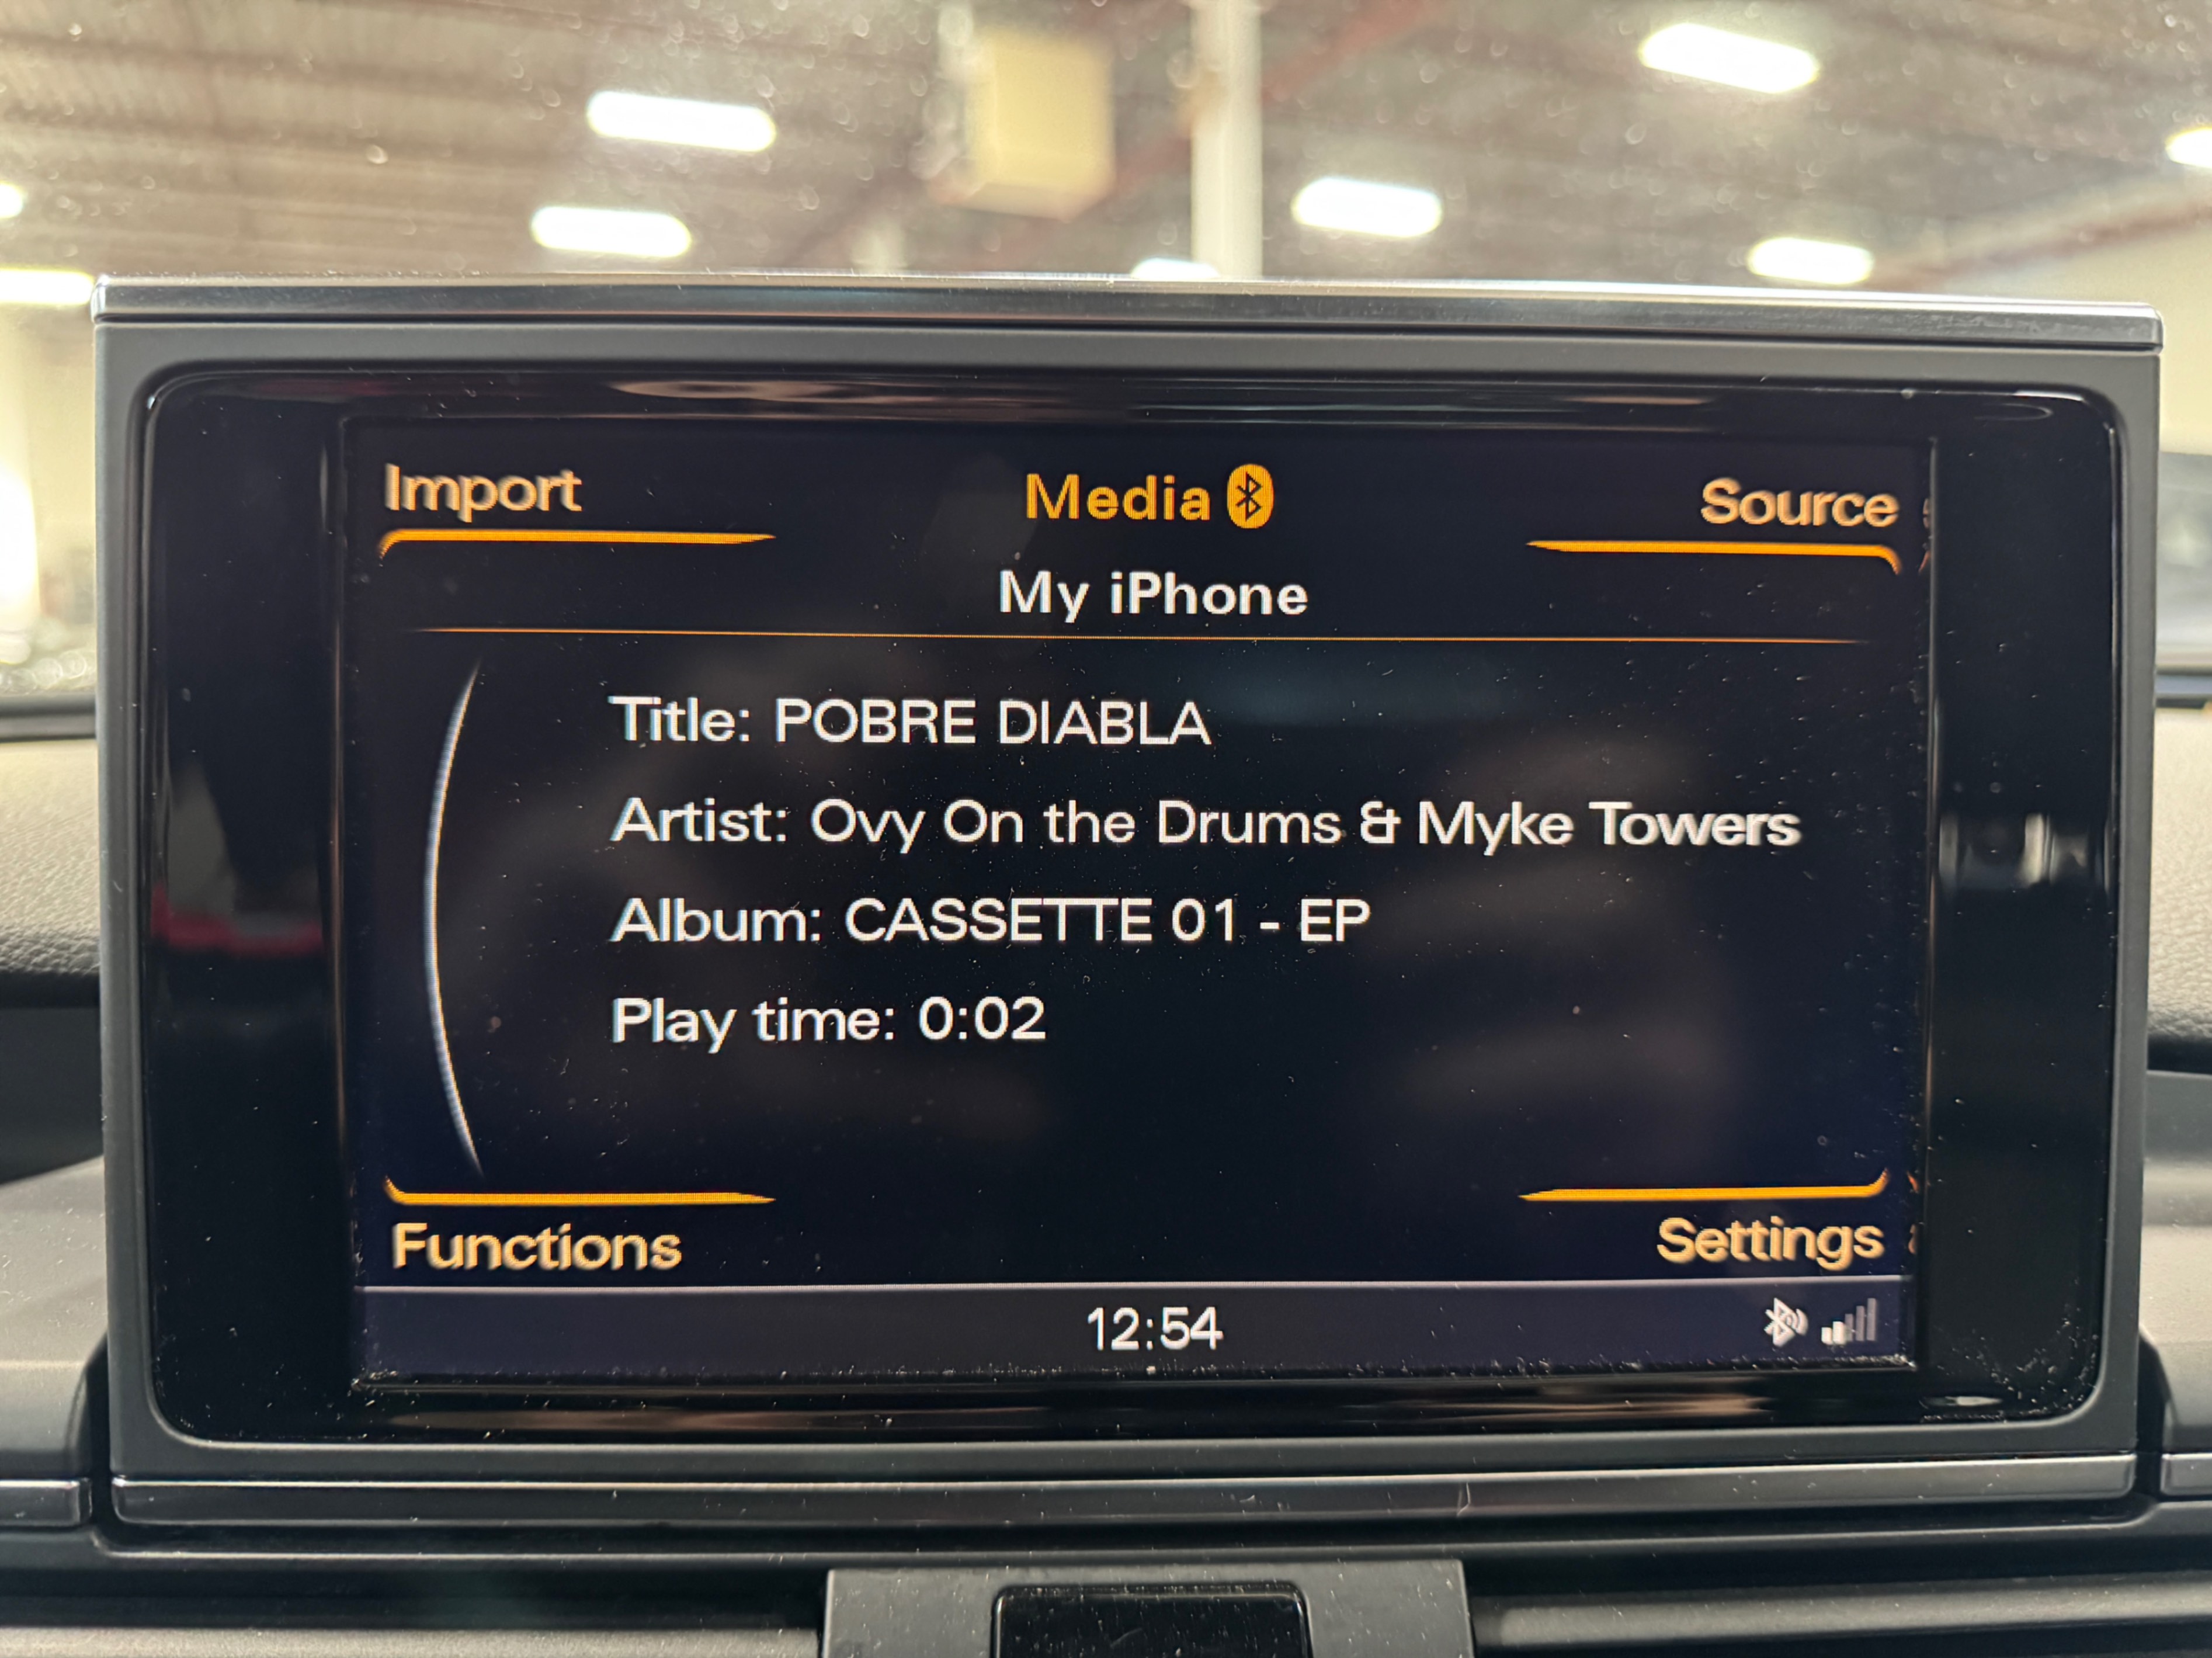 Import
Media
Source
My iPhone
Title: POBRE DIABLA
Artist: Ovy On the Drums & Myke Towers
Album: CASSETTE 01 - EP
Play time: 0:02
Functions
Settings
12:54